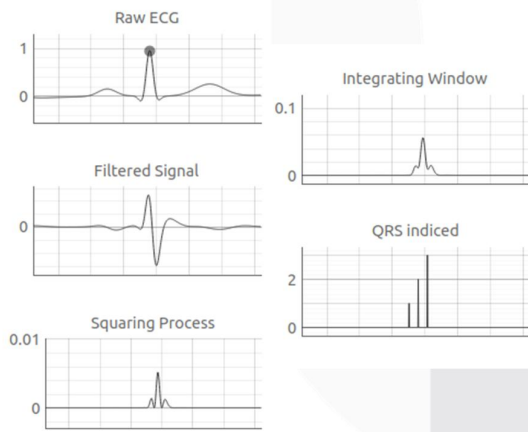 Raw ECG
1
0
Filtered Signal
0
Squaring Process
0.01
0
Integrating Window
0.1
0
QRS indiced
2
0